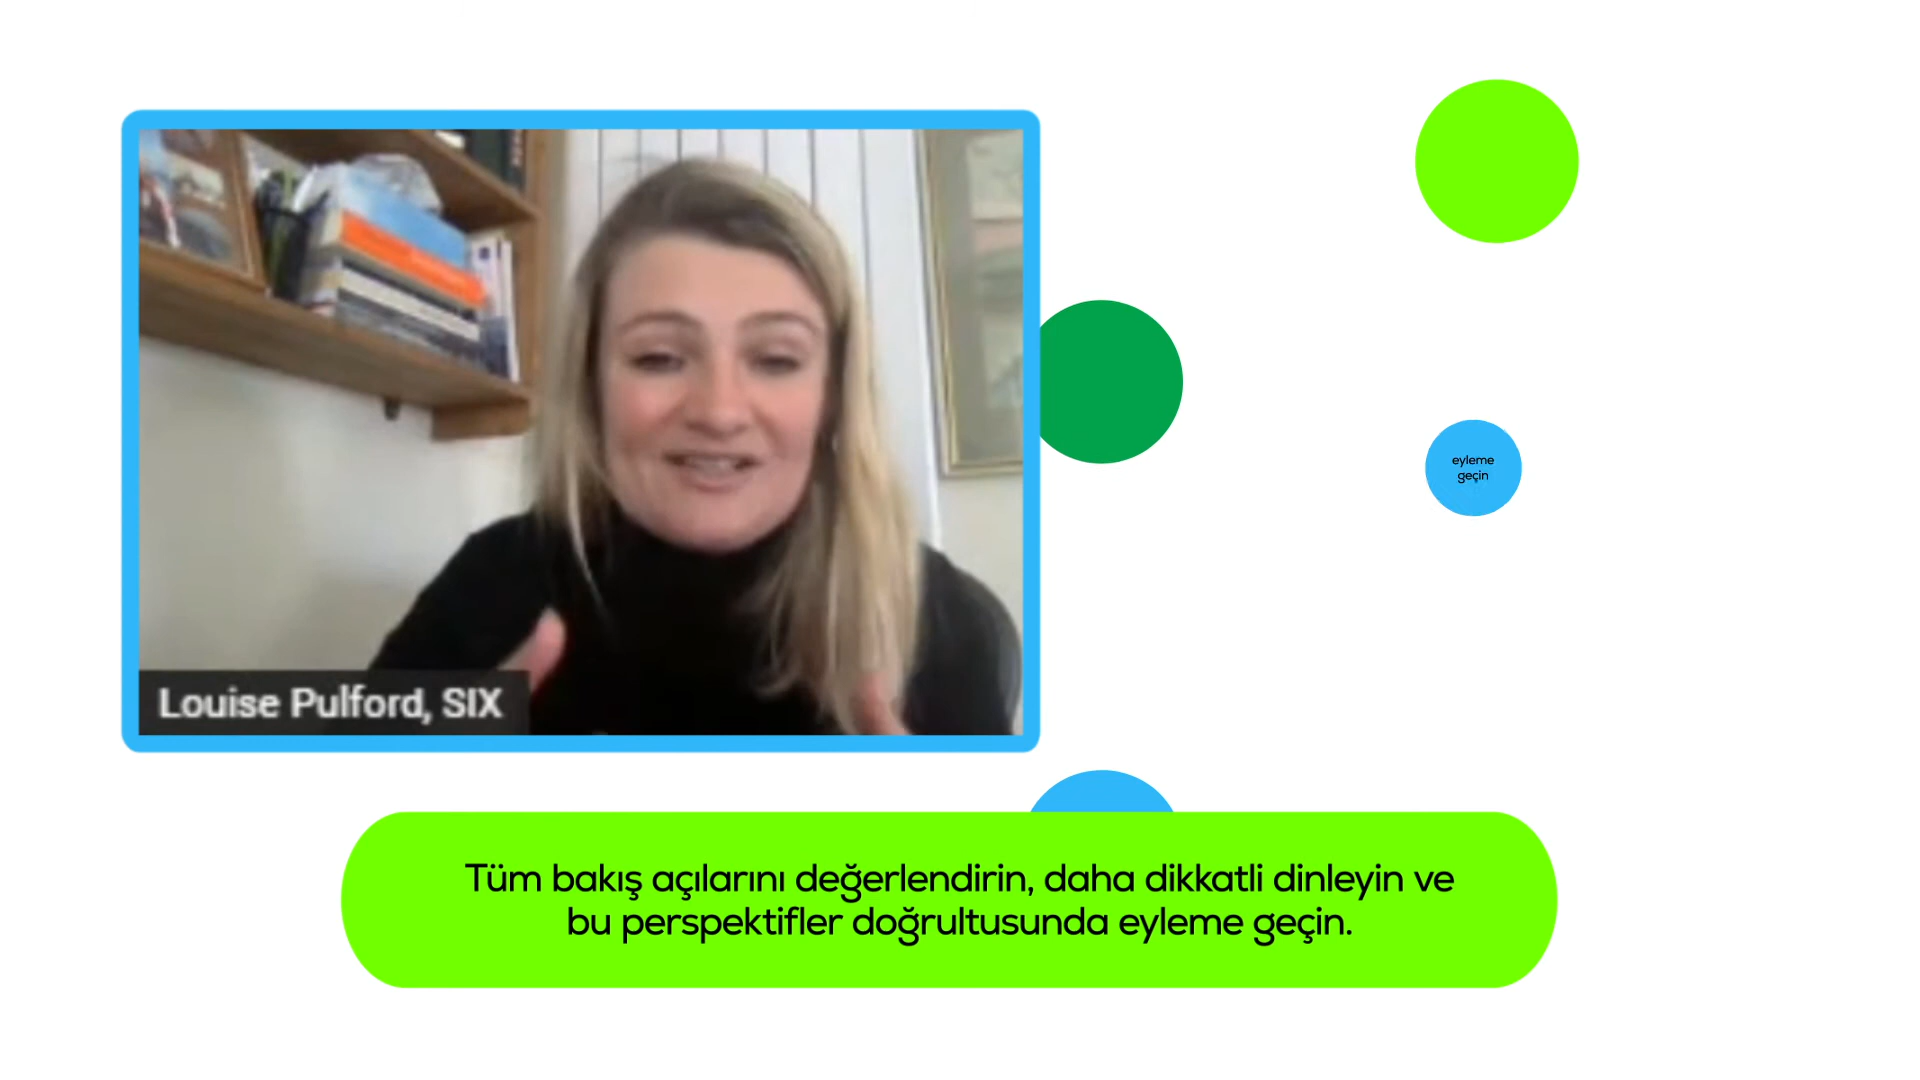 eyleme
geçin
Louise Pulford, SIX
Tüm bakış açılarını değerlendirin, daha dikkatli dinleyin ve
bu perspektifler doğrultusunda eyleme geçin.